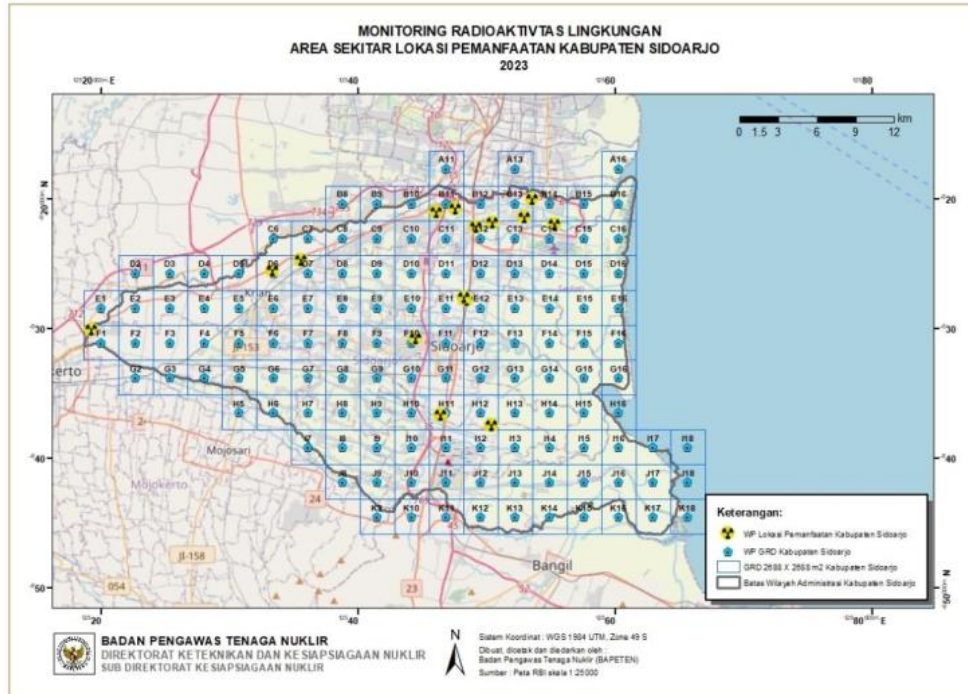 MONITORING RADIOAKTIVTAS LINGKUNGAN
AREA SEKITAR LOKASI PEMANFAATAN KABUPATEN SIDOARJO
2023
km
0 1.5 3 6 9 12
A11 A13 A16
B8 B9 B10 B11 B12 B13 B14 B15 B16
C6 C7 C8 C9 C10 C11 C12 C13 C14 C15 C16
D2 D3 D4 D5 D6 D7 D8 D9 D10 D11 D12 D13 D14 D15 D16
Krian
E1 E2 E3 E4 E5 E6 E7 E8 E9 E10 E11 E12 E13 E14 E15 E16
F1 F2 F3 F4 F5 F6 F7 F8 F9 F10 F11 F12 F13 F14 F15 F16
Sidoarjo
kerto
G2 G3 G4 G5 G6 G7 G8 G9 G10 G11 G12 G13 G14 G15 G16
H5 H6 H7 H8 H9 H10 H11 H12 H13 H14 H15 H16
Mojosari
I7 I8 I9 I10 I11 I12 I13 I14 I15 I16 I17 I18
Mojokerto
J8 J9 J10 J11 J12 J13 J14 J15 J16 J17 J18
24
K9 K10 K11 K12 K13 K14 K15 K16 K17 K18
45
Jl-158
054
23
Bangil
Keterangan:
WP Lokasi Pemanfaatan Kabupaten Sidoarjo
WP GRD Kabupaten Sidoarjo
GRD 2688 X 2688 m2 Kabupaten Sidoarjo
Batas Wilayah Administrasi Kabupaten Sidoarjo
BADAN PENGAWAS TENAGA NUKLIR
DIREKTORAT KETEKNIKAN DAN KESIAPSIAGAAN NUKLIR
SUB DIREKTORAT KESIAPSIAGAAN NUKLIR
N
Sistem Koordinat : WGS 1984 UTM, Zone 49 S
Dibuat, dicetak dan diedarkan oleh :
Badan Pengawas Tenaga Nuklir (BAPETEN)
Sumber : Peta RBI skala 1:25000